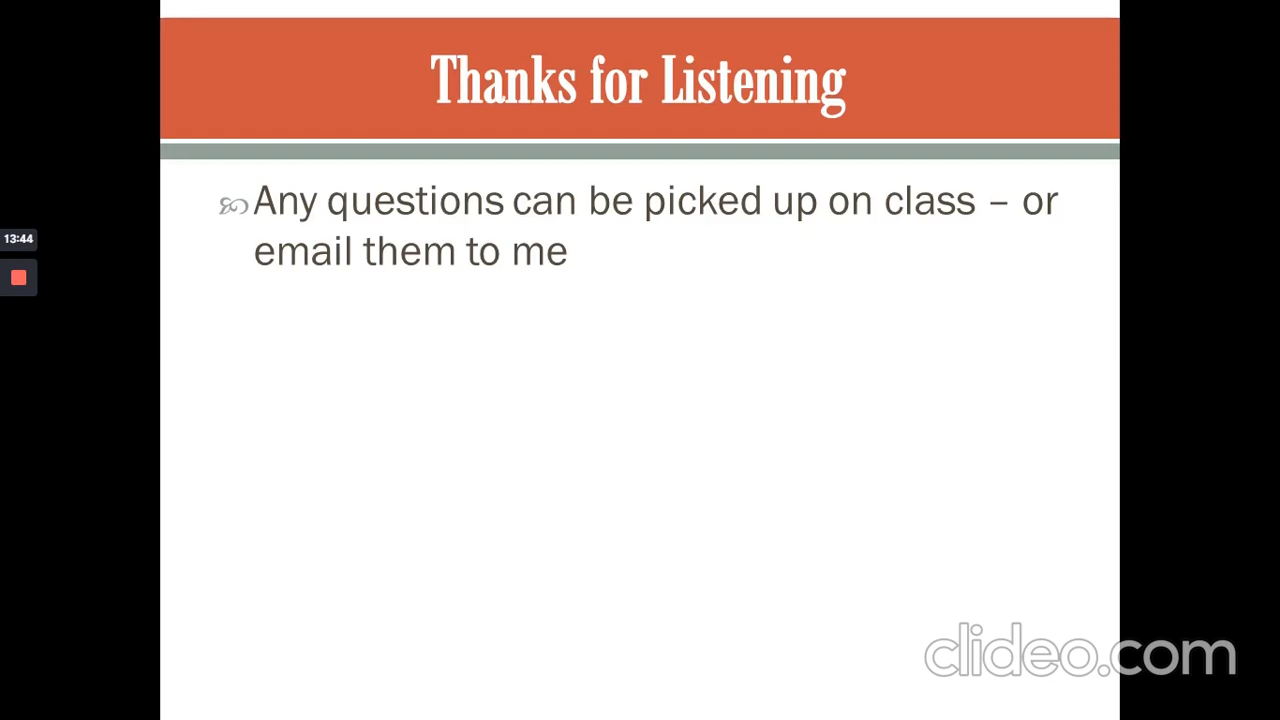 Thanks for Listening
Any questions can be picked up on class – or
email them to me
13:44
clideo.com